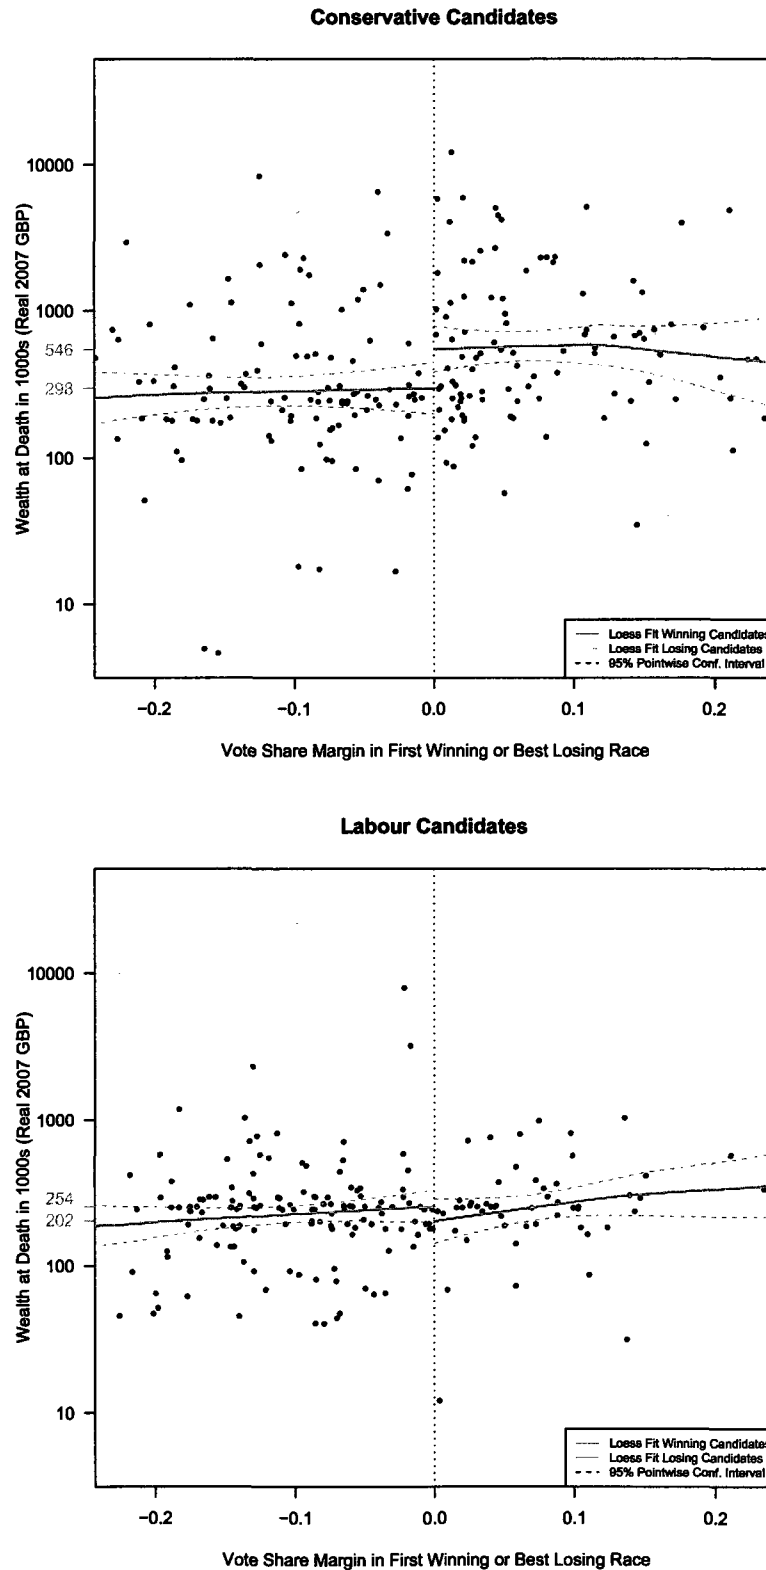 Conservative Candidates
Wealth at Death in 1000s (Real 2007 GBP)
10000
1000
546
298
100
10
Loess Fit Winning Candidates
Loess Fit Losing Candidates
95% Pointwise Conf. Interval
−0.2 −0.1 0.0 0.1 0.2
Vote Share Margin in First Winning or Best Losing Race
Labour Candidates
Wealth at Death in 1000s (Real 2007 GBP)
10000
1000
254
202
100
10
Loess Fit Winning Candidates
Loess Fit Losing Candidates
95% Pointwise Conf. Interval
−0.2 −0.1 0.0 0.1 0.2
Vote Share Margin in First Winning or Best Losing Race